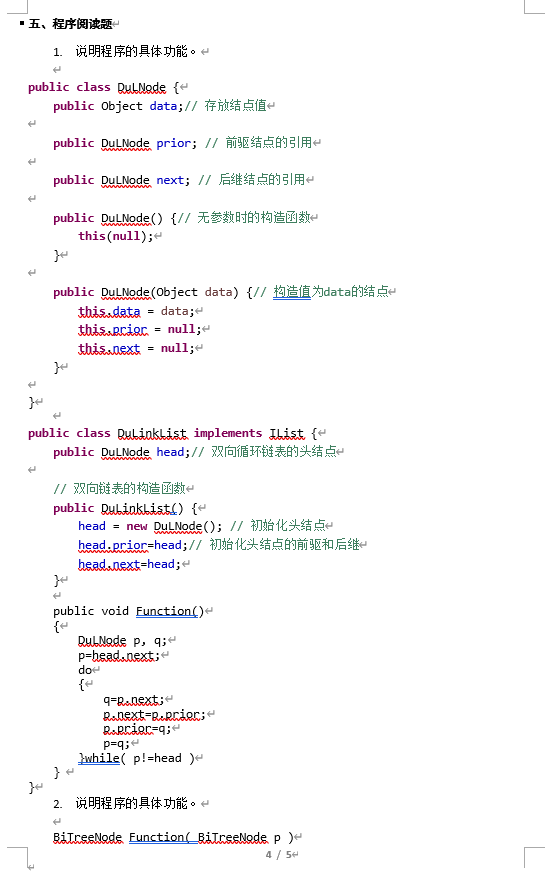 五、程序阅读题
1. 说明程序的具体功能。
public class DuLNode {
public Object data;// 存放结点值
public DuLNode prior; // 前驱结点的引用
public DuLNode next; // 后继结点的引用
public DuLNode() {// 无参数时的构造函数
this(null);
}
public DuLNode(Object data) {// 构造值为data的结点
this.data = data;
this.prior = null;
this.next = null;
}
}
public class DuLinkList implements IList {
public DuLNode head;// 双向循环链表的头结点
// 双向链表的构造函数
public DuLinkList() {
head = new DuLNode(); // 初始化头结点
head.prior=head;// 初始化头结点的前驱和后继
head.next=head;
}
public void Function()
{
DuLNode p, q;
p=head.next;
do
{
q=p.next;
p.next=p.prior;
p.prior=q;
p=q;
}while( p!=head )
}
}
2. 说明程序的具体功能。
BiTreeNode Function( BiTreeNode p )
4 / 5